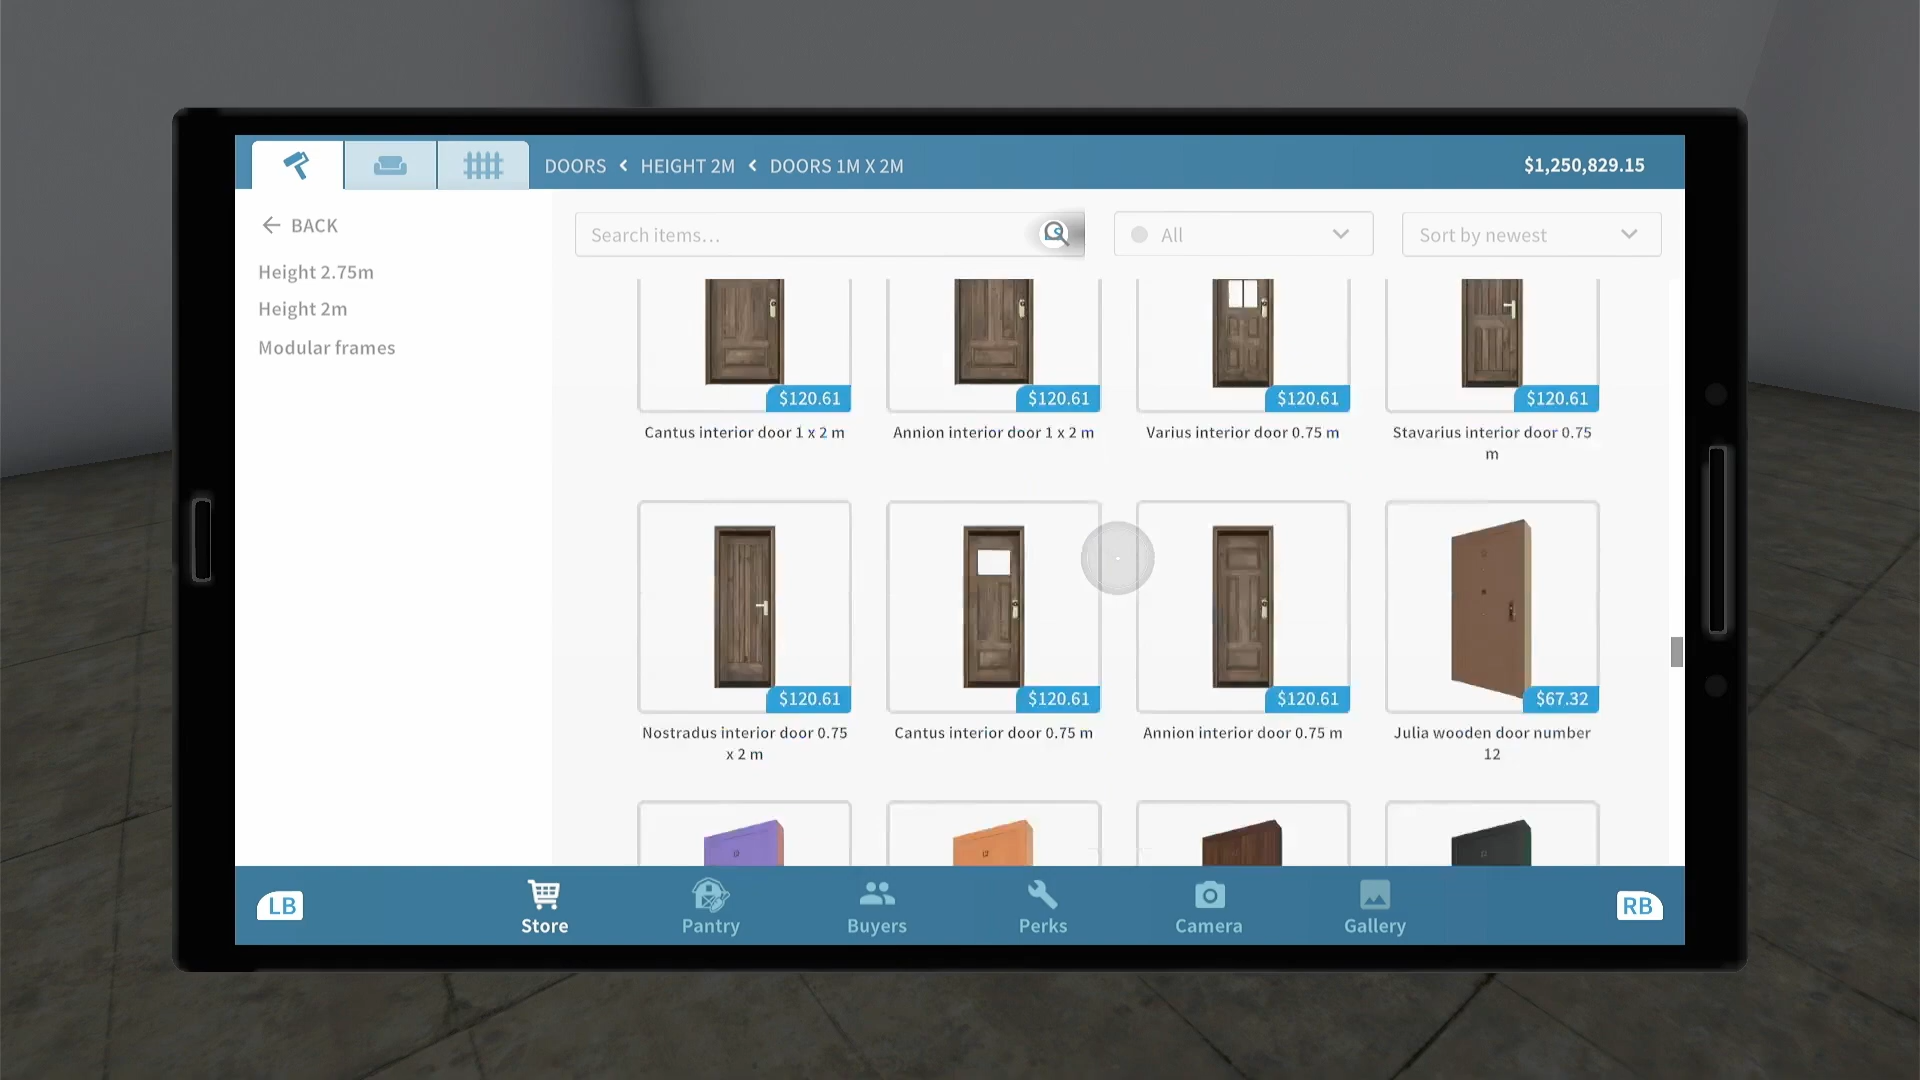 DOORS < HEIGHT 2M < DOORS 1M X 2M
$1,250,829.15
BACK
Height 2.75m
Height 2m
Modular frames
Search items...
All
Sort by newest
$120.61
$120.61
$120.61
$120.61
Cantus interior door 1 x 2 m
Annion interior door 1 x 2 m
Varius interior door 0.75 m
Stavarius interior door 0.75
m
$120.61
$120.61
$120.61
$67.32
Nostradus interior door 0.75
x 2 m
Cantus interior door 0.75 m
Annion interior door 0.75 m
Julia wooden door number
12
LB
Store
Pantry
Buyers
Perks
Camera
Gallery
RB